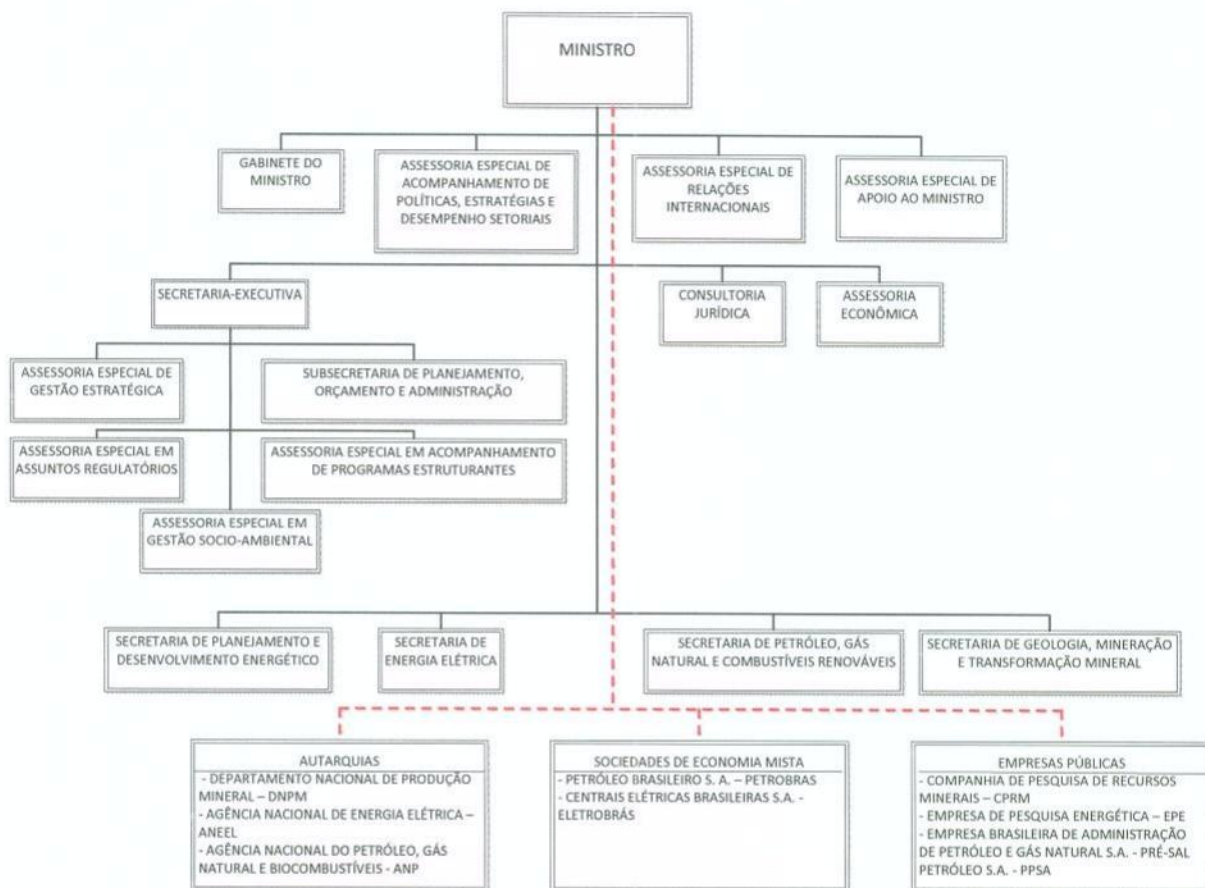 MINISTRO
GABINETE DO
MINISTRO
ASSESSORIA ESPECIAL DE
ACOMPANHAMENTO DE
POLÍTICAS, ESTRATÉGIAS E
DESEMPENHO SETORIAIS
ASSESSORIA ESPECIAL DE
RELAÇÕES
INTERNACIONAIS
ASSESSORIA ESPECIAL DE
APOIO AO MINISTRO
SECRETARIA-EXECUTIVA
CONSULTORIA
JURÍDICA
ASSESSORIA
ECONÔMICA
ASSESSORIA ESPECIAL DE
GESTÃO ESTRATÉGICA
SUBSECRETARIA DE PLANEJAMENTO,
ORÇAMENTO E ADMINISTRAÇÃO
ASSESSORIA ESPECIAL EM
ASSUNTOS REGULATÓRIOS
ASSESSORIA ESPECIAL EM ACOMPANHAMENTO
DE PROGRAMAS ESTRUTURANTES
ASSESSORIA ESPECIAL EM
GESTÃO SOCIO-AMBIENTAL
SECRETARIA DE PLANEJAMENTO E
DESENVOLVIMENTO ENERGÉTICO
SECRETARIA DE
ENERGIA ELÉTRICA
SECRETARIA DE PETRÓLEO, GÁS
NATURAL E COMBUSTÍVEIS RENOVÁVEIS
SECRETARIA DE GEOLOGIA, MINERAÇÃO
E TRANSFORMAÇÃO MINERAL
AUTARQUIAS
- DEPARTAMENTO NACIONAL DE PRODUÇÃO
MINERAL – DNPM
- AGÊNCIA NACIONAL DE ENERGIA ELÉTRICA –
ANEEL
- AGÊNCIA NACIONAL DO PETRÓLEO, GÁS
NATURAL E BIOCOMBUSTÍVEIS - ANP
SOCIEDADES DE ECONOMIA MISTA
- PETRÓLEO BRASILEIRO S. A. – PETROBRAS
- CENTRAIS ELÉTRICAS BRASILEIRAS S.A. -
ELETROBRÁS
EMPRESAS PÚBLICAS
- COMPANHIA DE PESQUISA DE RECURSOS
MINERAIS – CPRM
- EMPRESA DE PESQUISA ENERGÉTICA – EPE
- EMPRESA BRASILEIRA DE ADMINISTRAÇÃO
DE PETRÓLEO E GÁS NATURAL S.A. - PRÉ-SAL
PETRÓLEO S.A. - PPSA